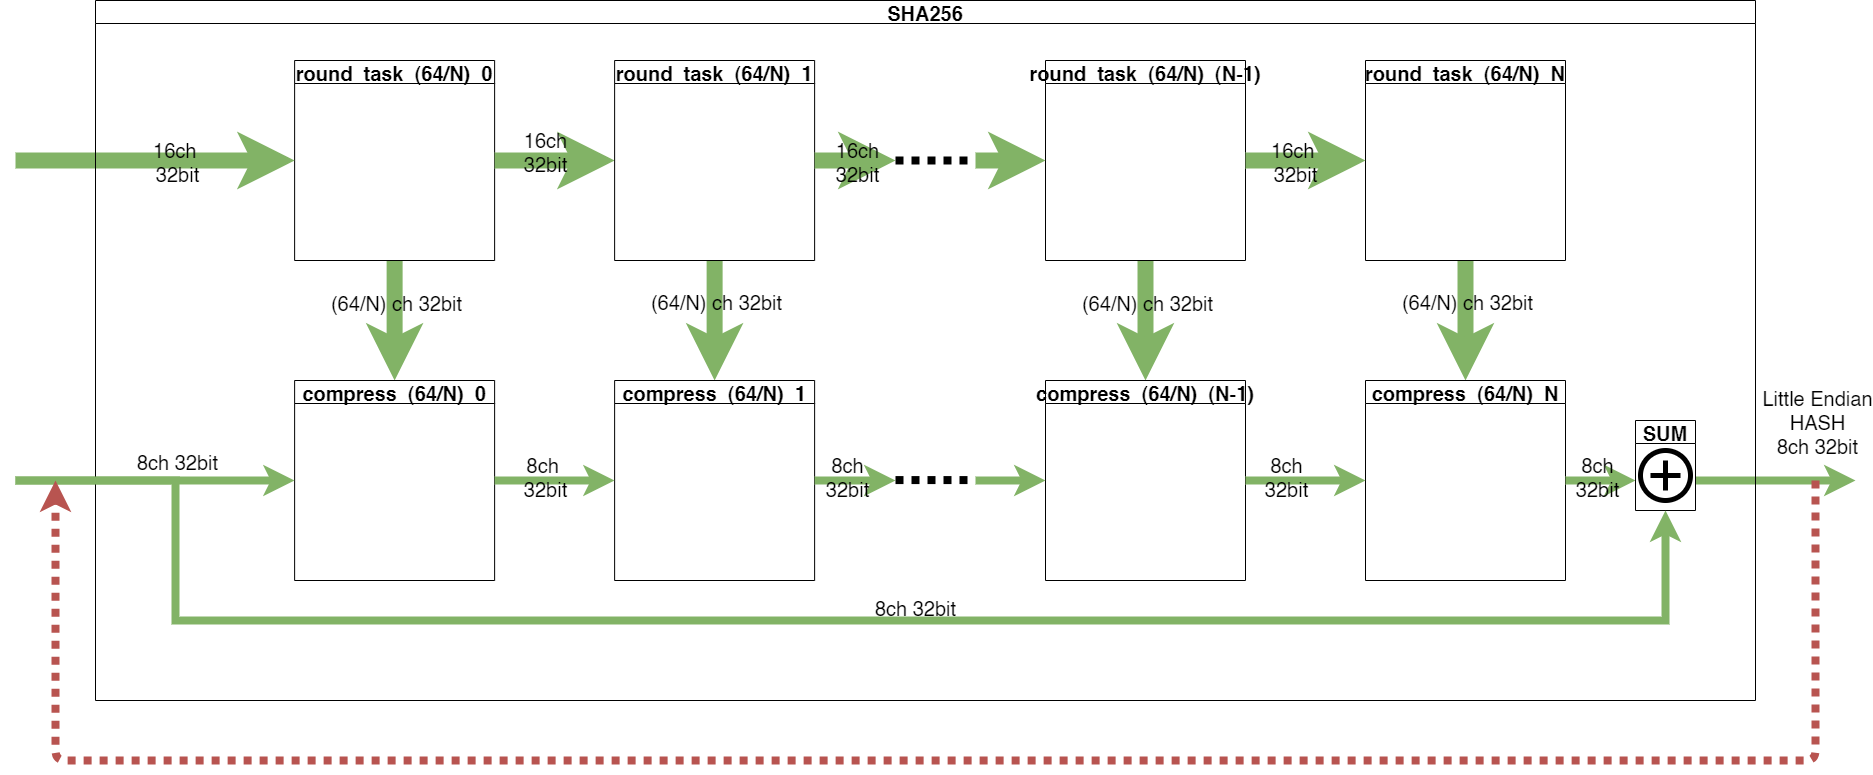 SHA256
round_task_(64/N)_0
round_task_(64/N)_1
round_task_(64/N)_(N-1)
round_task_(64/N)_N
16ch
32bit
16ch
32bit
16ch
32bit
16ch
32bit
(64/N) ch 32bit
(64/N) ch 32bit
(64/N) ch 32bit
(64/N) ch 32bit
compress_(64/N)_0
compress_(64/N)_1
compress_(64/N)_(N-1)
compress_(64/N)_N
8ch 32bit
8ch
32bit
8ch
32bit
8ch
32bit
8ch
32bit
SUM
Little Endian
HASH
8ch 32bit
8ch 32bit